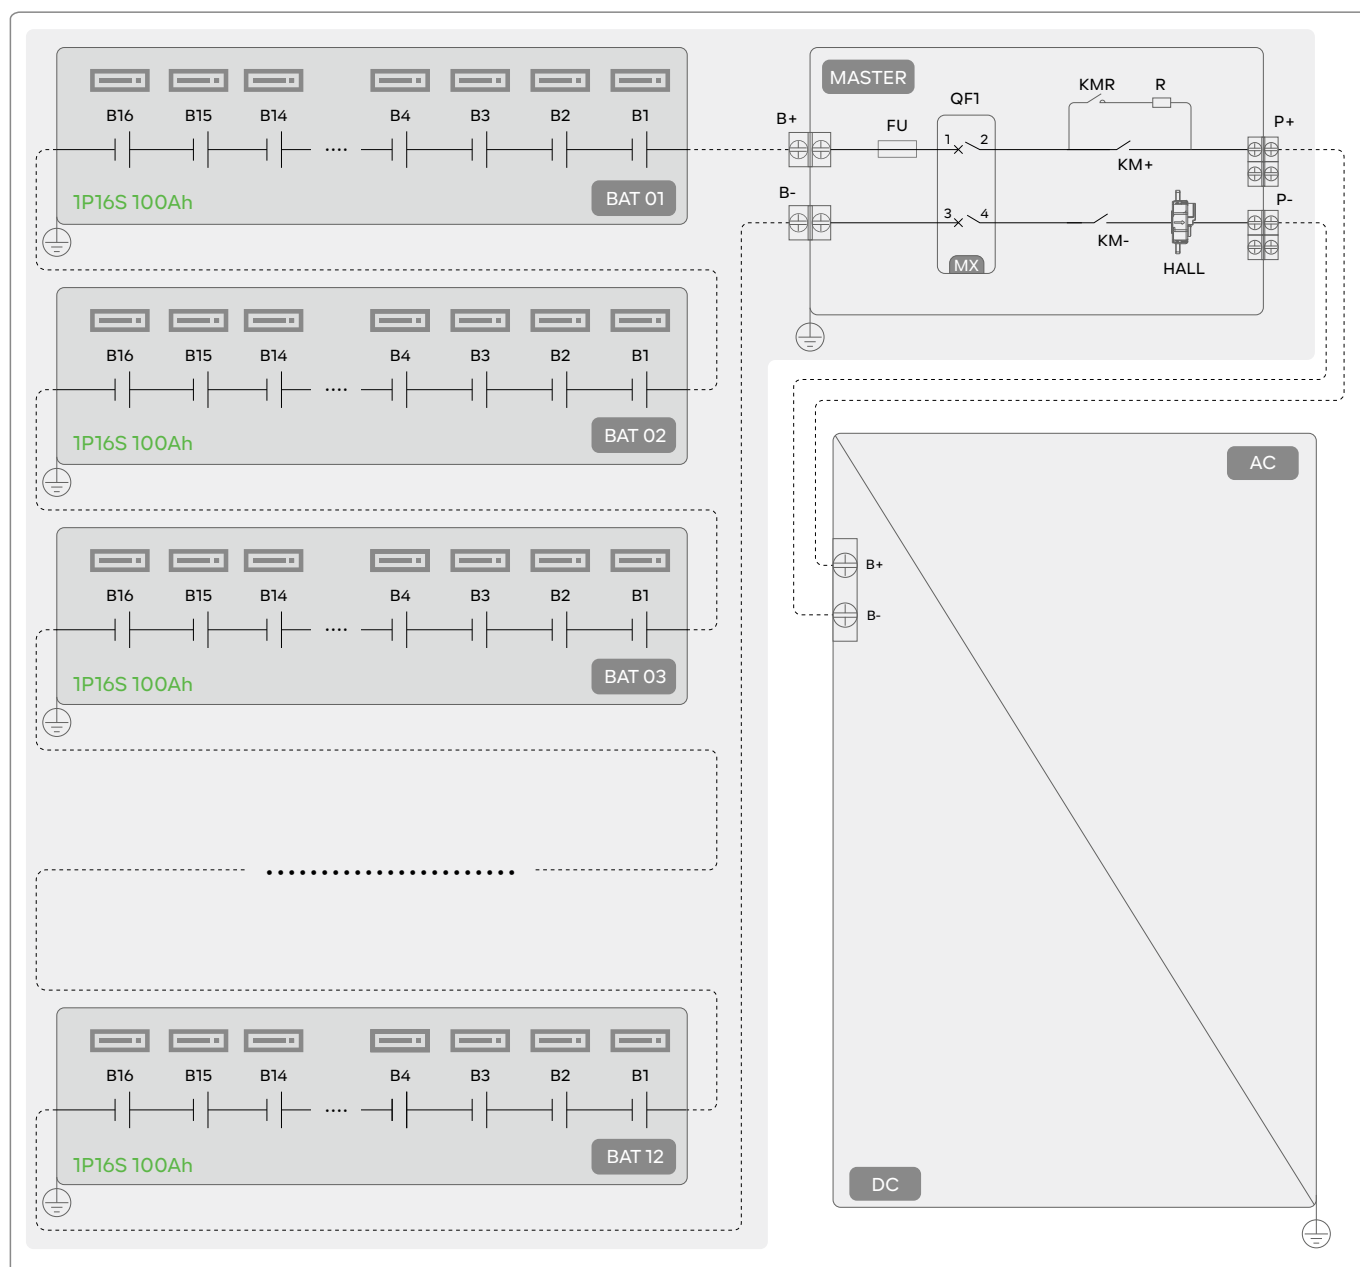 B16 B15 B14 .... B4 B3 B2 B1
1P16S 100Ah
BAT 01
B16 B15 B14 .... B4 B3 B2 B1
1P16S 100Ah
BAT 02
B16 B15 B14 .... B4 B3 B2 B1
1P16S 100Ah
BAT 03
B16 B15 B14 .... B4 B3 B2 B1
1P16S 100Ah
BAT 12
MASTER
KMR R
QF1
B+ FU P+
1 2
KM+
B- P-
3 4
KM-
MX HALL
AC
B+
B-
DC